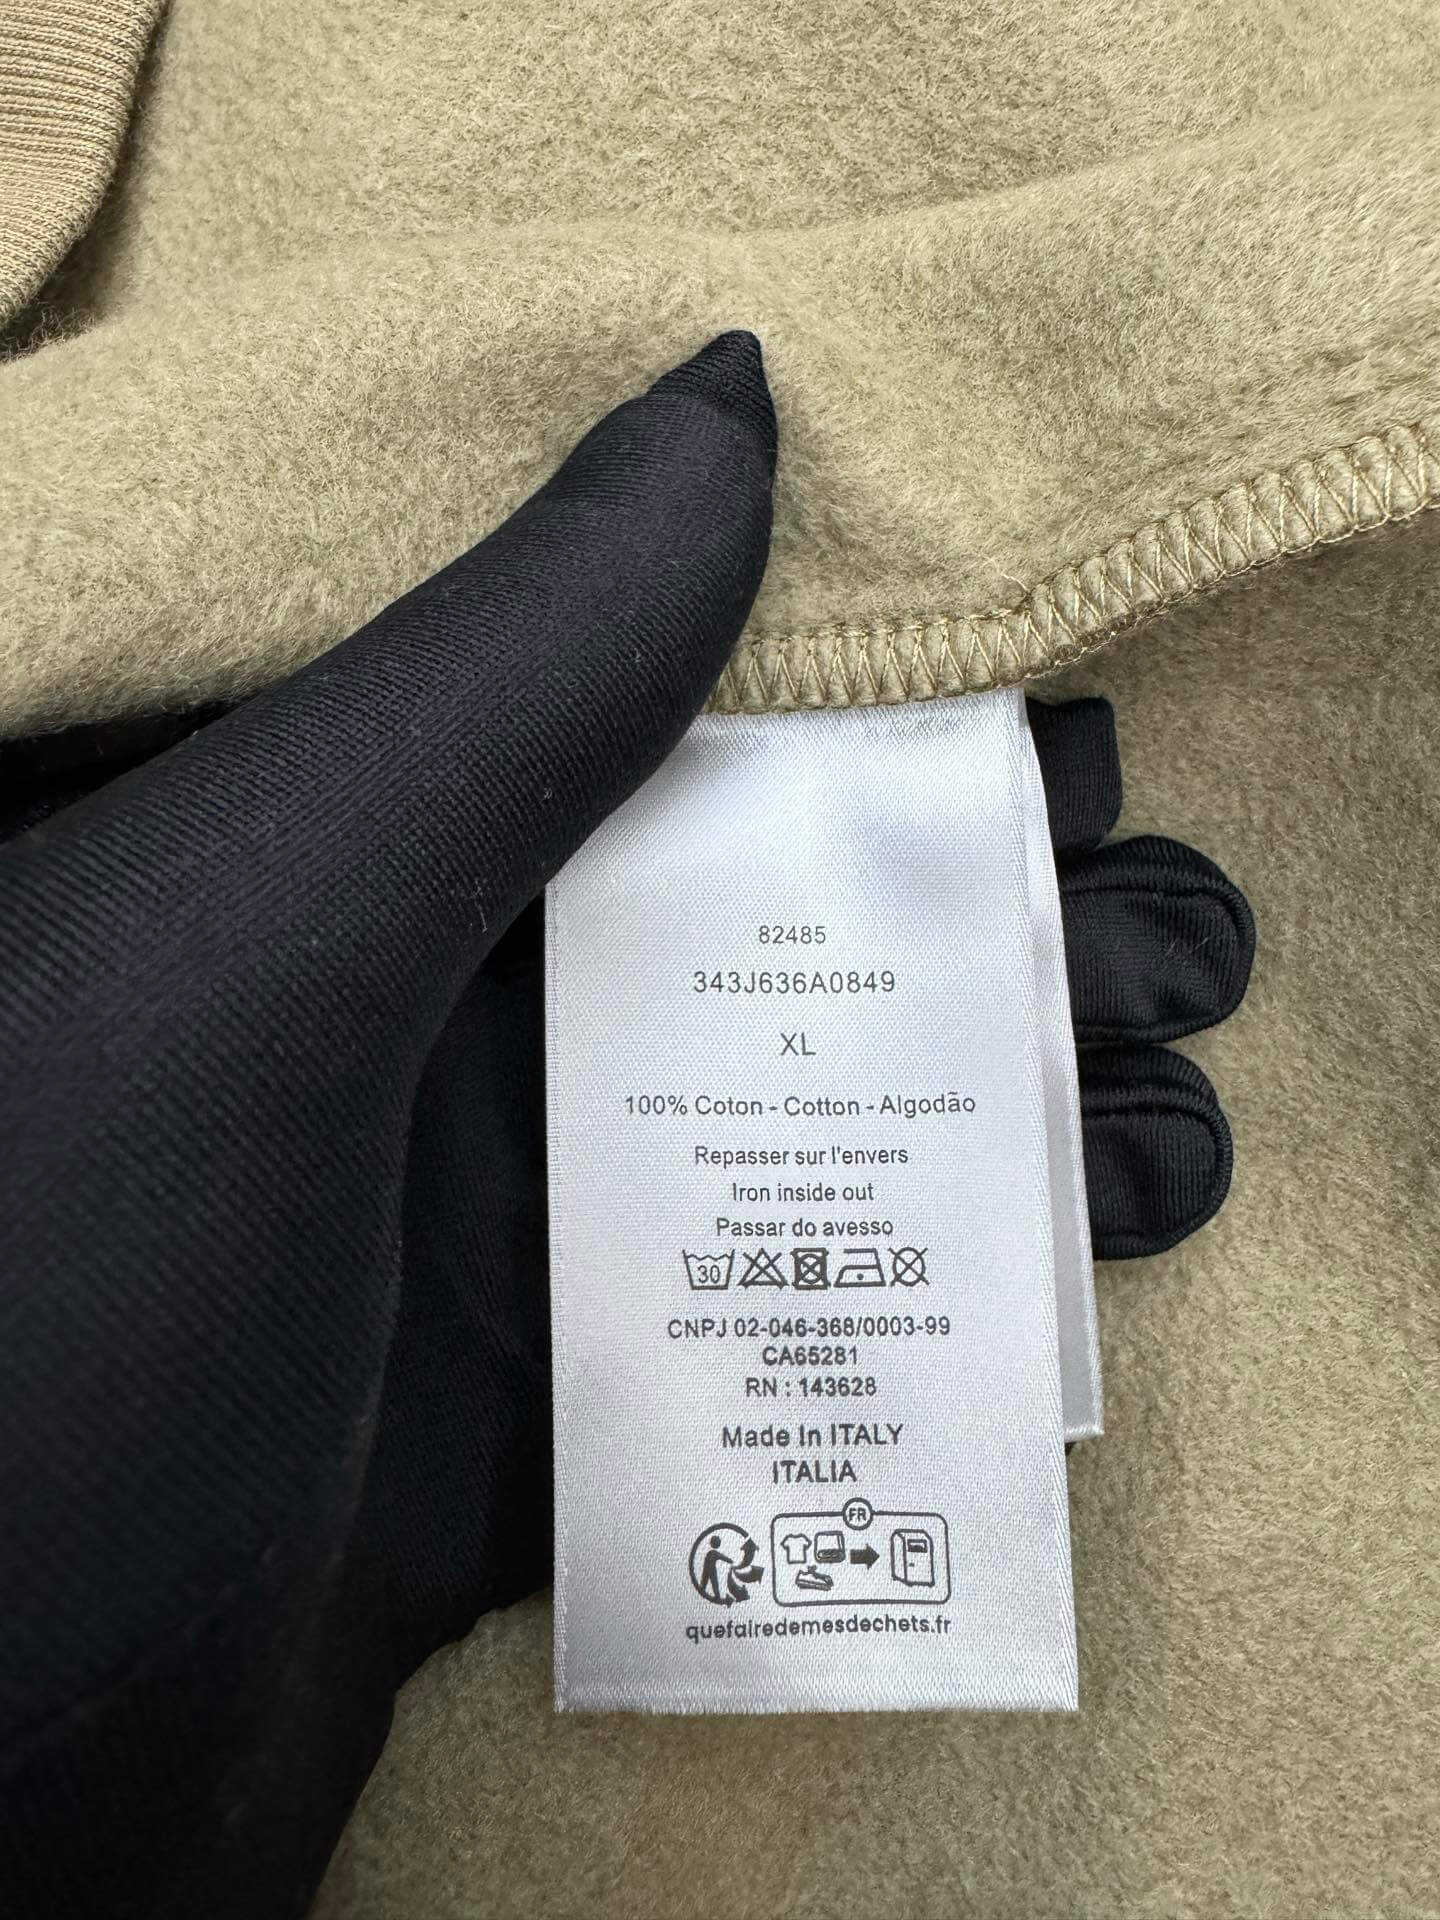 82485
343J636A0849
XL
100% Coton - Cotton - Algodão
Repasser sur l'envers
Iron inside out
Passar do avesso
30
CNPJ 02-046-368/0003-99
CA65281
RN : 143628
Made In ITALY
ITALIA
FR
quefairedemesdechets.fr